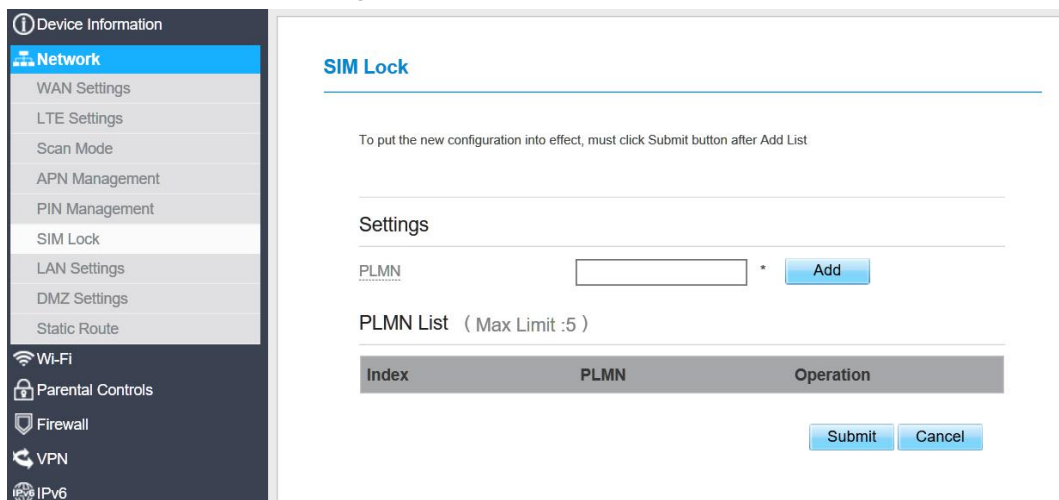 Device Information
Network
WAN Settings
LTE Settings
Scan Mode
APN Management
PIN Management
SIM Lock
LAN Settings
DMZ Settings
Static Route
Wi-Fi
Parental Controls
Firewall
VPN
IPv6
SIM Lock
To put the new configuration into effect, must click Submit button after Add List
Settings
PLMN * Add
PLMN List ( Max Limit :5 )
Index PLMN Operation
Submit Cancel